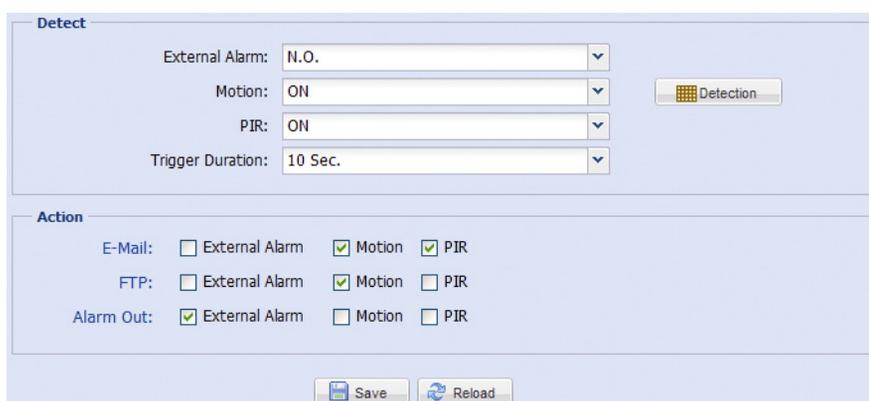 Detect
External Alarm: N.O.
Motion: ON Detection
PIR: ON
Trigger Duration: 10 Sec.
Action
E-Mail: External Alarm Motion PIR
FTP: External Alarm Motion PIR
Alarm Out: External Alarm Motion PIR
Save Reload